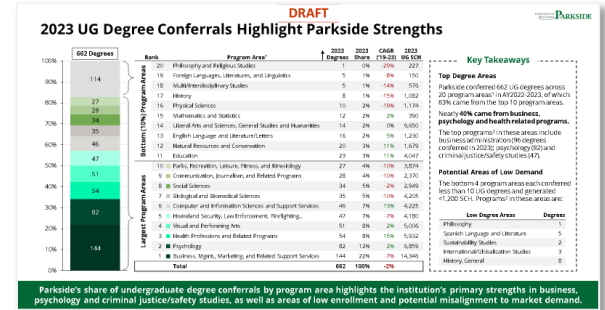 DRAFT
2023 UG Degree Conferrals Highlight Parkside Strengths
PARKSIDE
662 Degrees
100%
90%
80%
70%
60%
50%
40%
30%
20%
10%
0%
114
27
28
34
35
46
47
51
54
82
144
Bottom (10%) Program Areas
Largest Program Areas
Rank Program Area¹ 2023 Degrees 2023 Share CAGR ('19-23) 2023 UG SCH
20 Philosophy and Religious Studies 1 0% -29% 227
19 Foreign Languages, Literatures, and Linguistics 5 1% -8% 150
18 Multi/Interdisciplinary Studies 5 1% -14% 576
17 History 8 1% -15% 1,082
16 Physical Sciences 10 2% -19% 1,174
15 Mathematics and Statistics 12 2% 2% 390
14 Liberal Arts and Sciences, General Studies and Humanities 14 2% 0% 9,650
13 English Language and Literature/Letters 16 2% 5% 1,230
12 Natural Resources and Conservation 20 3% 11% 1,679
11 Education 23 3% 11% 4,047
10 Parks, Recreation, Leisure, Fitness, and Kinesiology 27 4% -10% 3,874
9 Communication, Journalism, and Related Programs 28 4% -10% 2,370
8 Social Sciences 34 5% -2% 2,949
7 Biological and Biomedical Sciences 35 5% -10% 4,205
6 Computer and Information Sciences and Support Services 46 7% 13% 4,225
5 Homeland Security, Law Enforcement, Firefighting.. 47 7% -7% 4,180
4 Visual and Performing Arts 51 8% 2% 5,006
3 Health Professions and Related Programs 54 8% 15% 5,932
2 Psychology 82 12% 2% 6,859
1 Business, Mgmt, Marketing, and Related Support Services 144 22% -7% 14,346
Total 662 100% -2%
Key Takeaways
Top Degree Areas
Parkside conferred 662 UG degrees across
20 program areas¹ in AY2022-2023, of which
83% came from the top 10 program areas.
Nearly 40% came from business,
psychology and health related programs.
The top programs² in these areas include
business administration (96 degrees
conferred in 2023); psychology (82) and
criminal justice/safety studies (47).
Potential Areas of Low Demand
The bottom 4 program areas each conferred
less than 10 UG degrees and generated
<1,200 SCH. Programs² in these areas are:
Low Degree Areas Degrees
Philosophy 1
Spanish Language and Literature 5
Sustainability Studies 2
International/Globalization Studies 3
History, General 8
Parkside's share of undergraduate degree conferrals by program area highlights the institution's primary strengths in business,
psychology and criminal justice/safety studies, as well as areas of low enrollment and potential misalignment to market demand.